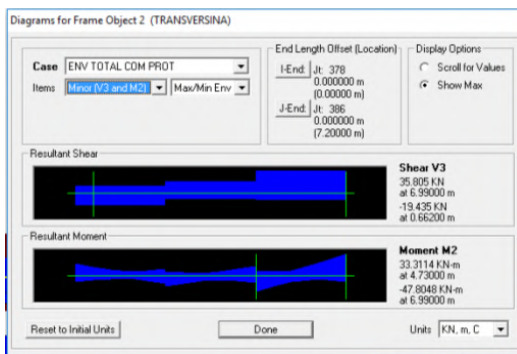 Diagrams for Frame Object 2 (TRANSVERSINA)
Case ENV TOTAL COM PROT
Items Minor (V3 and M2) Max/Min Env
End Length Offset (Location)
I-End: Jt: 378
0.000000 m
(0.00000 m)
J-End: Jt: 386
0.000000 m
(7.20000 m)
Display Options
Scroll for Values
Show Max
Resultant Shear
Shear V3
35.805 KN
at 6.99000 m
-19.435 KN
at 0.66200 m
Resultant Moment
Moment M2
33.3114 KN-m
at 4.73000 m
-47.8048 KN-m
at 6.99000 m
Reset to Initial Units
Done
Units KN, m, C